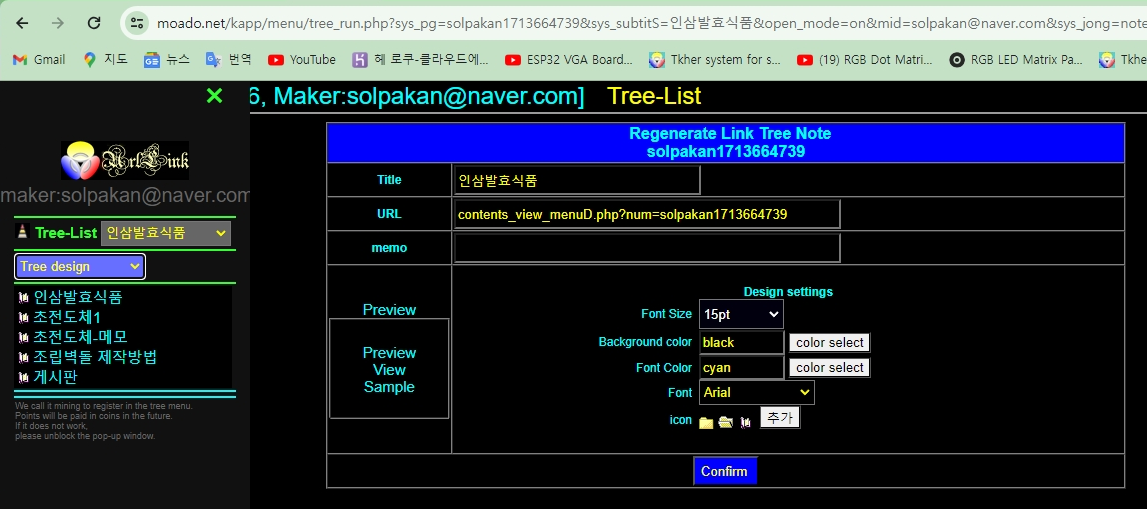 moado.net/kapp/menu/tree_run.php?sys_pg=solpakan1713664739&sys_subtitS=인삼발효식품&open_mode=on&mid=solpakan@naver.com&sys_jong=note
Gmail 지도 뉴스 번역 YouTube 헤 로쿠-클라우드에... ESP32 VGA Board... Tkher system for s... (19) RGB Dot Matri... RGB LED Matrix Pa... Tkhe
6, Maker:solpakan@naver.com] Tree-List
UrlLink
maker:solpakan@naver.com
Tree-List 인삼발효식품
Tree design
인삼발효식품
초전도체1
초전도체-메모
조립벽돌 제작방법
게시판
We call it mining to register in the tree menu.
Points will be paid in coins in the future.
If it does not work,
please unblock the pop-up window.
Regenerate Link Tree Note
solpakan1713664739
Title 인삼발효식품
URL contents_view_menuD.php?num=solpakan1713664739
memo
Preview
Preview
View
Sample
Design settings
Font Size 15pt
Background color black color select
Font Color cyan color select
Font Arial
icon 추가
Confirm